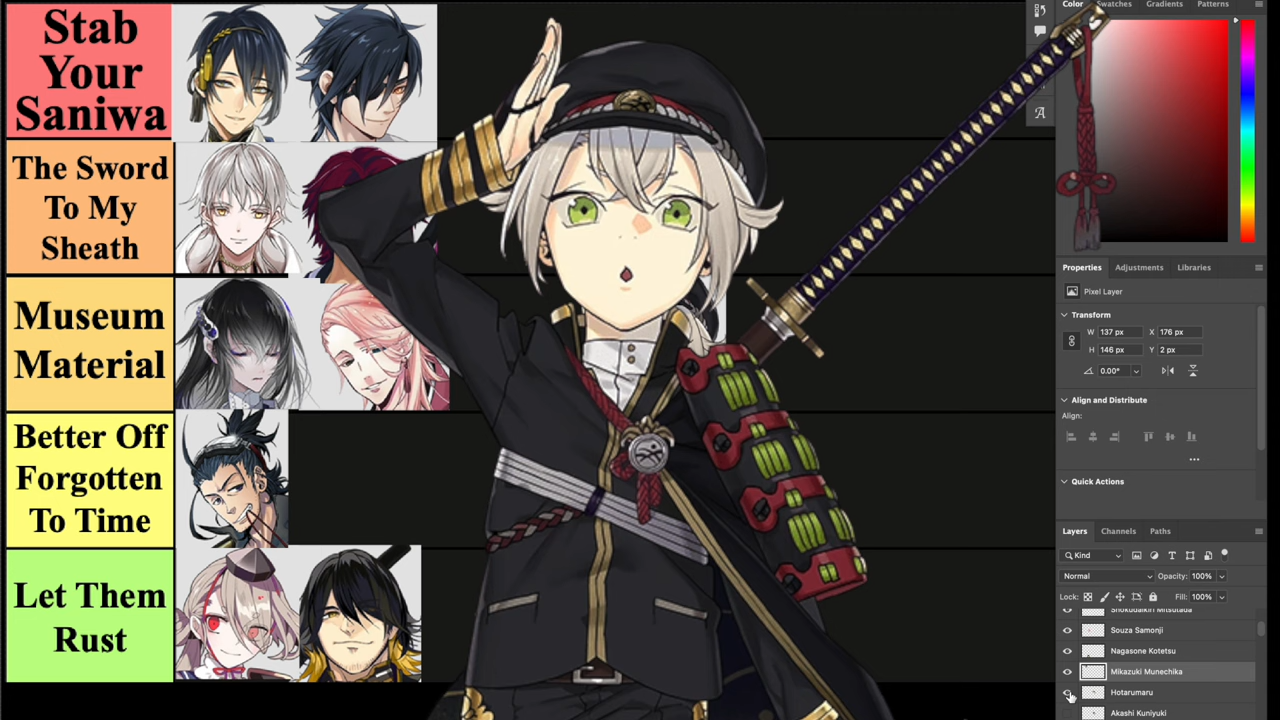 Stab
Your
Saniwa
The Sword
To My
Sheath
Museum
Material
Better Off
Forgotten
To Time
Let Them
Rust
Color
Swatches
Gradients
Patterns
A
Properties
Adjustments
Libraries
Pixel Layer
Transform
W 137 px X 176 px
H 146 px Y 2 px
0.00°
Align and Distribute
Align:
Quick Actions
Layers
Channels
Paths
Kind
T
Normal
Opacity: 100%
Lock:
Fill: 100%
Shokudaikiri Mitsutada
Souza Samonji
Nagasone Kotetsu
Mikazuki Munechika
Hotarumaru
Akashi Kuniyuki